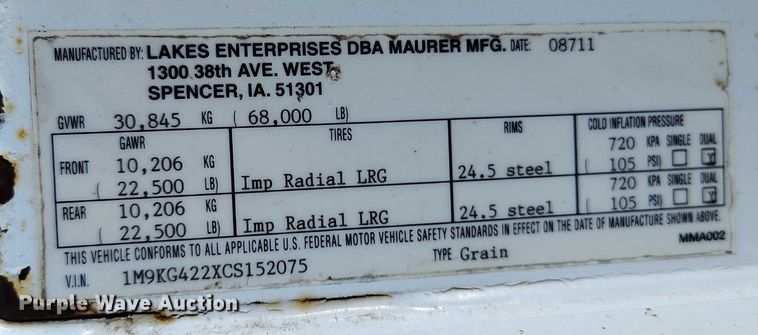 MANUFACTURED BY: LAKES ENTERPRISES DBA MAURER MFG. DATE: 08711
1300 38th AVE. WEST
SPENCER, IA. 51301
GVWR 30,845 KG ( 68,000 LB)
GAWR TIRES RIMS COLD INFLATION PRESSURE
FRONT 10,206 KG 720 KPA SINGLE DUAL
( 22,500 LB) Imp Radial LRG 24.5 steel ( 105 PSI) ☐ ☑
REAR 10,206 KG 720 KPA SINGLE DUAL
( 22,500 LB) Imp Radial LRG 24.5 steel ( 105 PSI) ☐ ☑
THIS VEHICLE CONFORMS TO ALL APPLICABLE U.S. FEDERAL MOTOR VEHICLE SAFETY STANDARDS IN EFFECT ON THE DATE OF MANUFACTURE SHOWN ABOVE.
V.I.N. 1M9KG422XCS152075 TYPE Grain MMA002
Purple Wave Auction